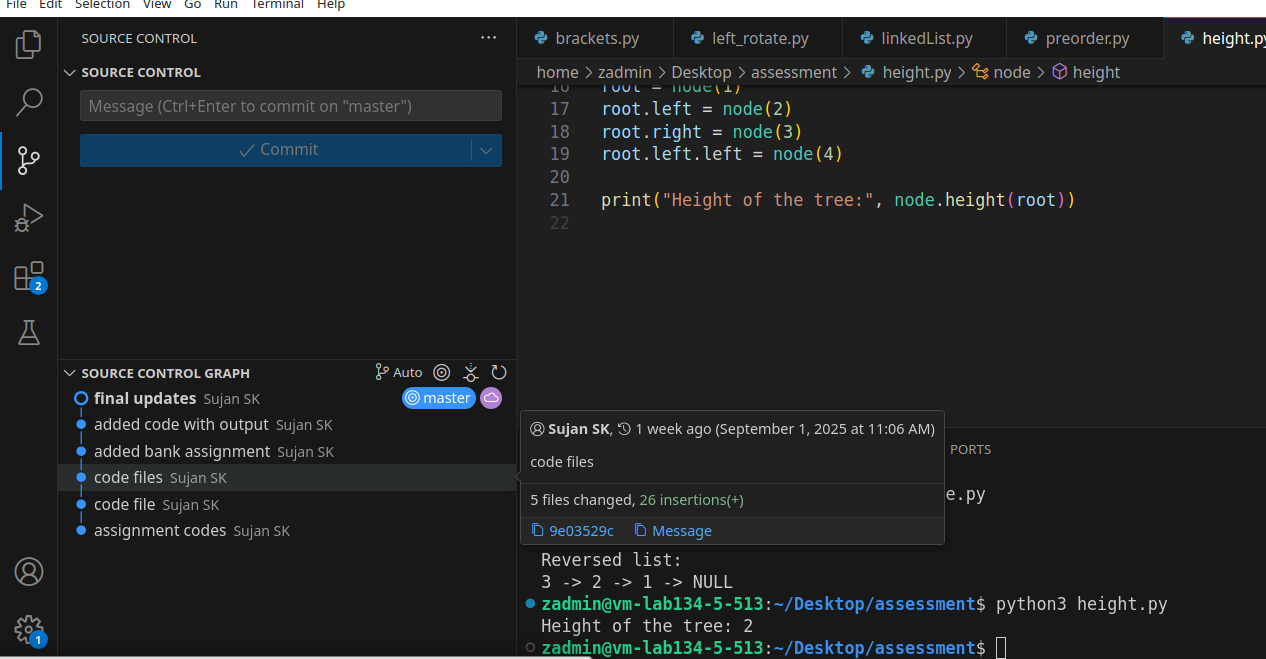 File Edit Selection View Go Run Terminal Help
SOURCE CONTROL ...
brackets.py left_rotate.py linkedList.py preorder.py height.py
SOURCE CONTROL
home > zadmin > Desktop > assessment > height.py > node > height
Message (Ctrl+Enter to commit on "master")
Commit
16 root = node(1)
17 root.left = node(2)
18 root.right = node(3)
19 root.left.left = node(4)
20
21 print("Height of the tree:", node.height(root))
22
2
SOURCE CONTROL GRAPH Auto
final updates Sujan SK master
added code with output Sujan SK
added bank assignment Sujan SK
code files Sujan SK
code file Sujan SK
assignment codes Sujan SK
Sujan SK, 1 week ago (September 1, 2025 at 11:06 AM)
code files
5 files changed, 26 insertions(+)
9e03529c Message
PORTS
e.py
Reversed list:
3 -> 2 -> 1 -> NULL
zadmin@vm-lab134-5-513:~/Desktop/assessment$ python3 height.py
Height of the tree: 2
zadmin@vm-lab134-5-513:~/Desktop/assessment$
1